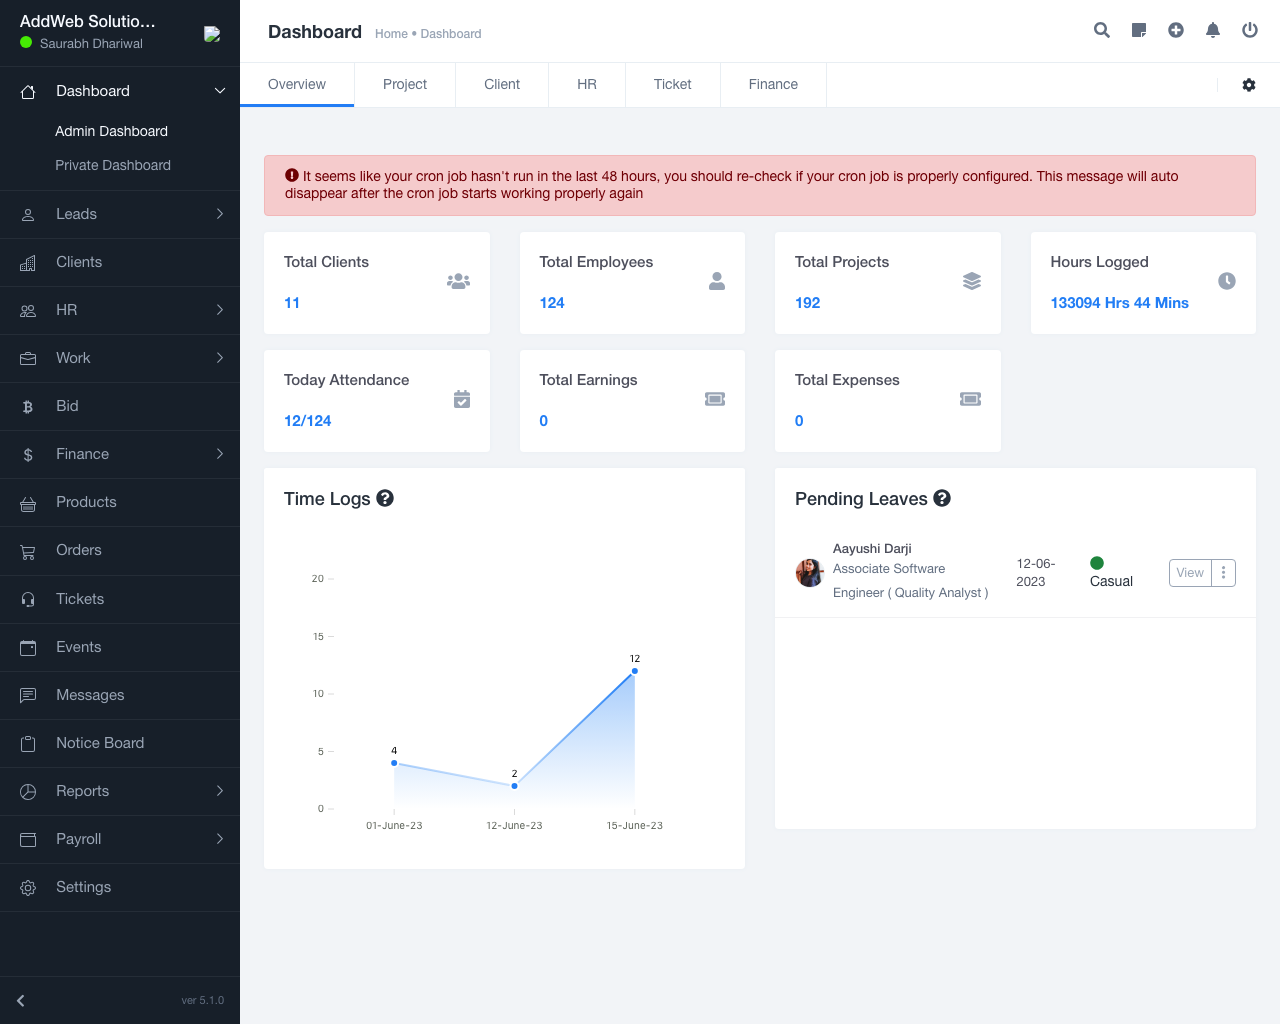 AddWeb Solutio...
Saurabh Dhariwal
Dashboard
Admin Dashboard
Private Dashboard
Leads
Clients
HR
Work
Bid
Finance
Products
Orders
Tickets
Events
Messages
Notice Board
Reports
Payroll
Settings
ver 5.1.0
Dashboard
Home • Dashboard
Overview
Project
Client
HR
Ticket
Finance
It seems like your cron job hasn't run in the last 48 hours, you should re-check if your cron job is properly configured. This message will auto
disappear after the cron job starts working properly again
Total Clients
11
Total Employees
124
Total Projects
192
Hours Logged
133094 Hrs 44 Mins
Today Attendance
12/124
Total Earnings
0
Total Expenses
0
Time Logs
20
15
10
5
0
4
2
12
01-June-23
12-June-23
15-June-23
Pending Leaves
Aayushi Darji
Associate Software
Engineer ( Quality Analyst )
12-06-
2023
Casual
View